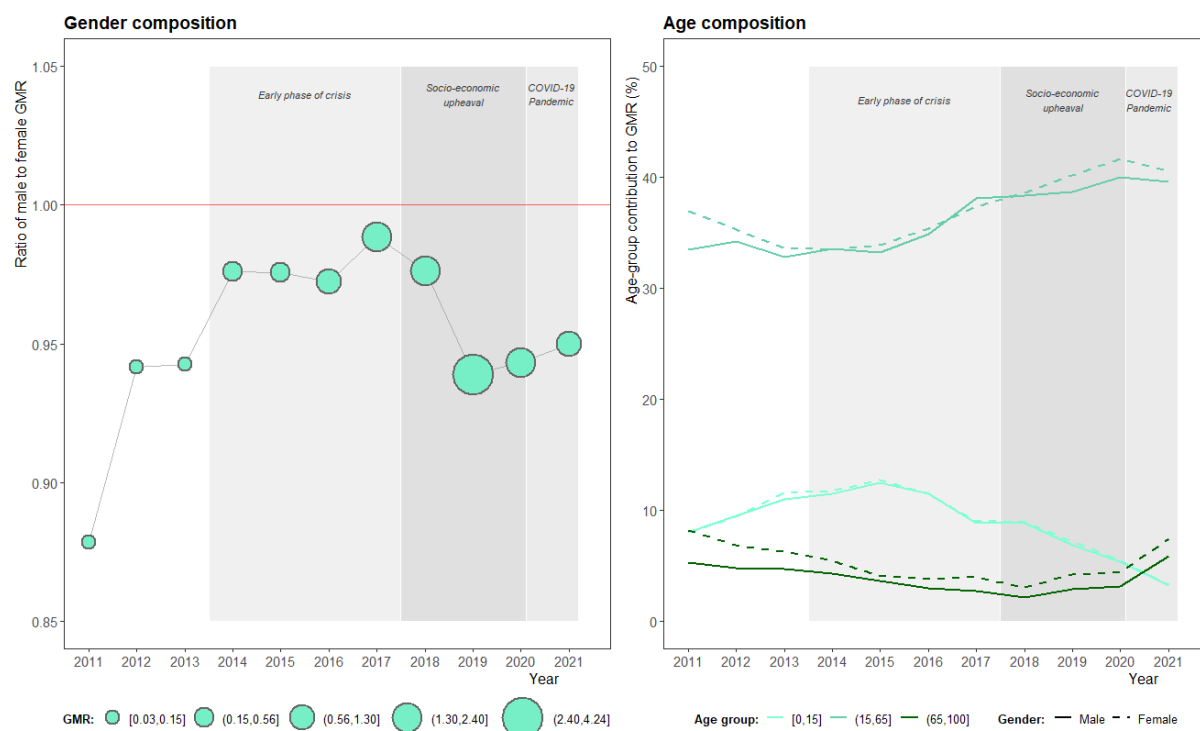 Gender composition
Ratio of male to female GMR
1.05
1.00
0.95
0.90
0.85
Early phase of crisis
Socio-economic
upheaval
COVID-19
Pandemic
2011 2012 2013 2014 2015 2016 2017 2018 2019 2020 2021
Year
GMR: [0.03,0.15] (0.15,0.56] (0.56,1.30] (1.30,2.40] (2.40,4.24]
Age composition
Age-group contribution to GMR (%)
50
40
30
20
10
0
Early phase of crisis
Socio-economic
upheaval
COVID-19
Pandemic
2011 2012 2013 2014 2015 2016 2017 2018 2019 2020 2021
Year
Age group: [0,15] (15,65] (65,100] Gender: Male Female